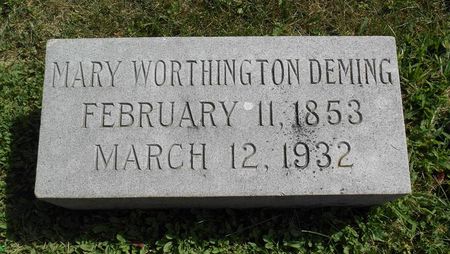 MARY WORTHINGTON DEMING
FEBRUARY 11, 1853
MARCH 12, 1932